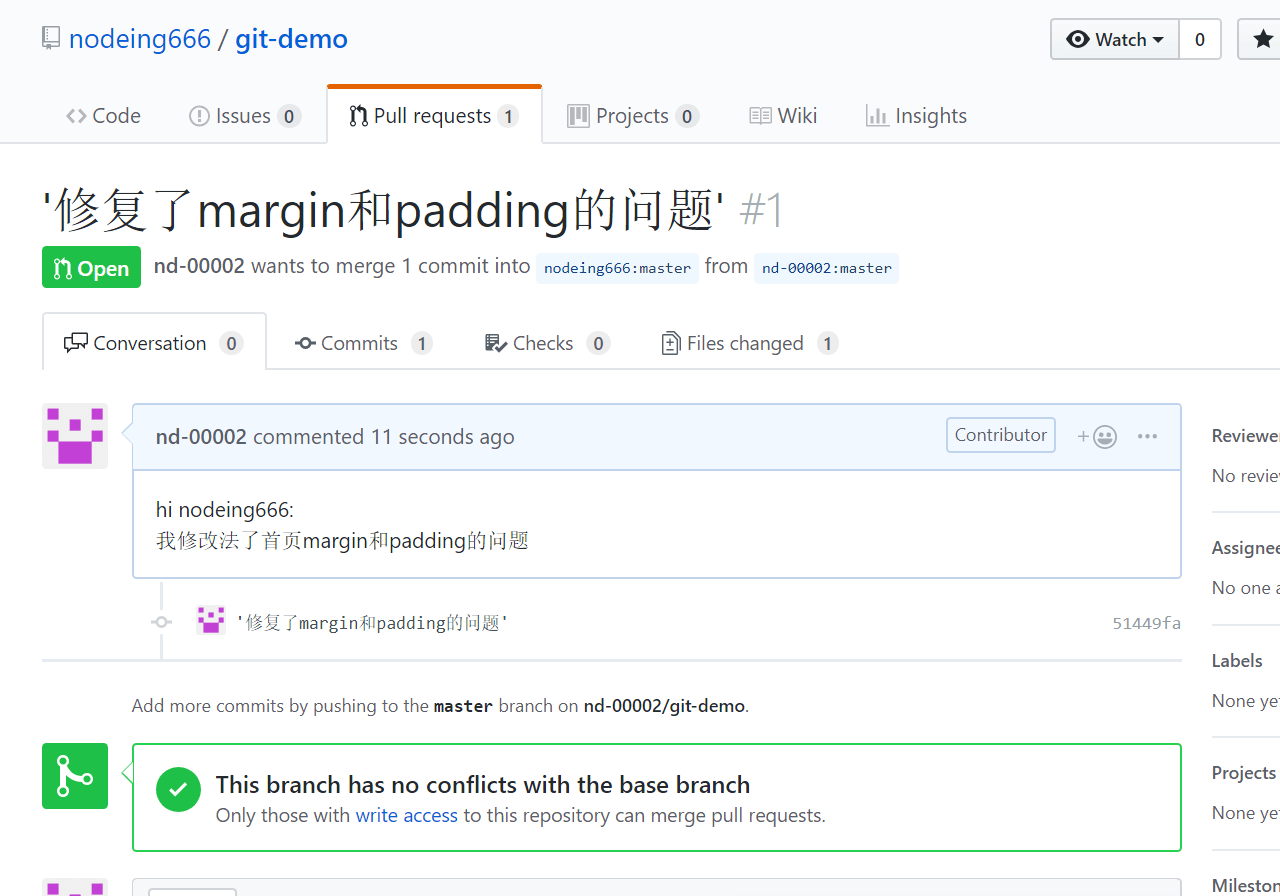 nodeing666 / git-demo
Watch 0
Code Issues 0 Pull requests 1 Projects 0 Wiki Insights
'修复了margin和padding的问题' #1
Open nd-00002 wants to merge 1 commit into nodeing666:master from nd-00002:master
Conversation 0 Commits 1 Checks 0 Files changed 1
nd-00002 commented 11 seconds ago Contributor
hi nodeing666:
我修改法了首页margin和padding的问题
'修复了margin和padding的问题' 51449fa
Add more commits by pushing to the master branch on nd-00002/git-demo.
This branch has no conflicts with the base branch
Only those with write access to this repository can merge pull requests.
Reviewe
No revie
Assignee
No one a
Labels
None yet
Projects
None yet
Mileston